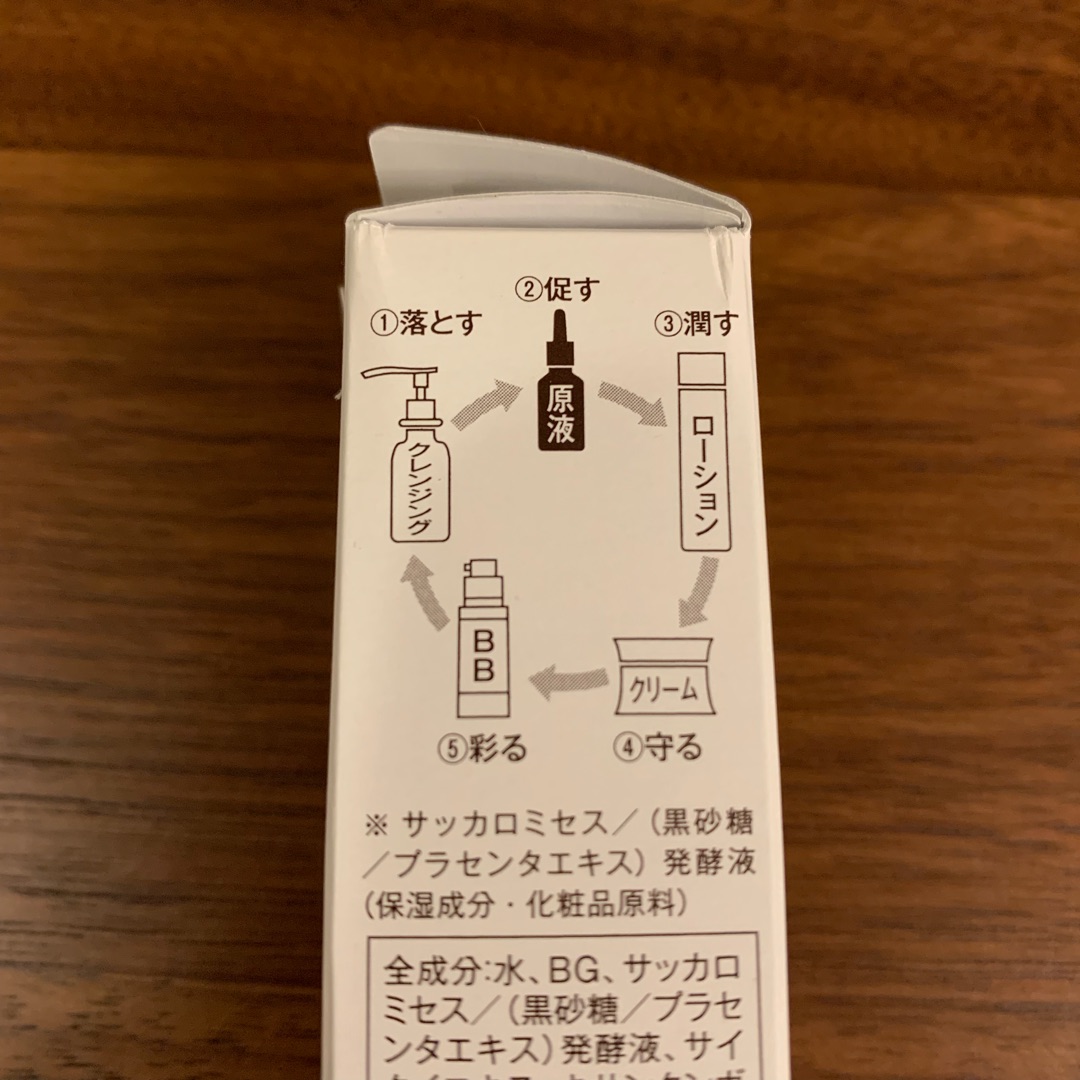 ①落とす
クレンジング
②促す
原液
③潤す
ローション
④守る
クリーム
⑤彩る
BB
※ サッカロミセス／（黒砂糖
／プラセンタエキス）発酵液
（保湿成分・化粧品原料）
全成分:水、BG、サッカロ
ミセス／（黒砂糖／プラセ
ンタエキス）発酵液、サイ